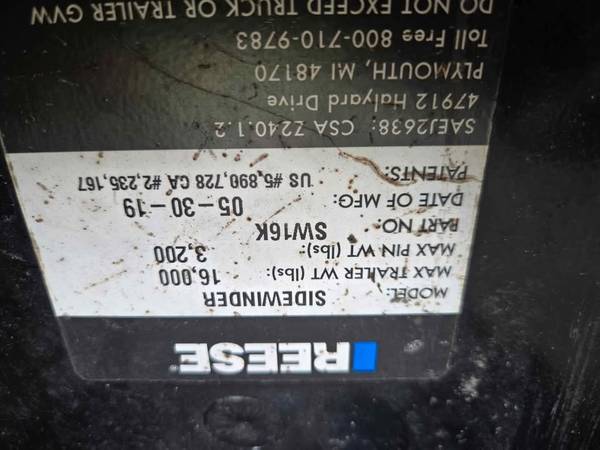 REESE
MODEL: SIDEWINDER
MAX TRAILER WT (lbs): 16,000
MAX PIN WT (lbs): 3,200
PART NO: SW16K
DATE OF MFG: 05-30-19
PATENTS:
US #5,890,728 CA #2,235,167
SAEJ2638: CSA Z240.1.2
47912 Halyard Drive
PLYMOUTH, MI 48170
Toll Free 800-710-9783
DO NOT EXCEED TRUCK OR TRAILER GVW